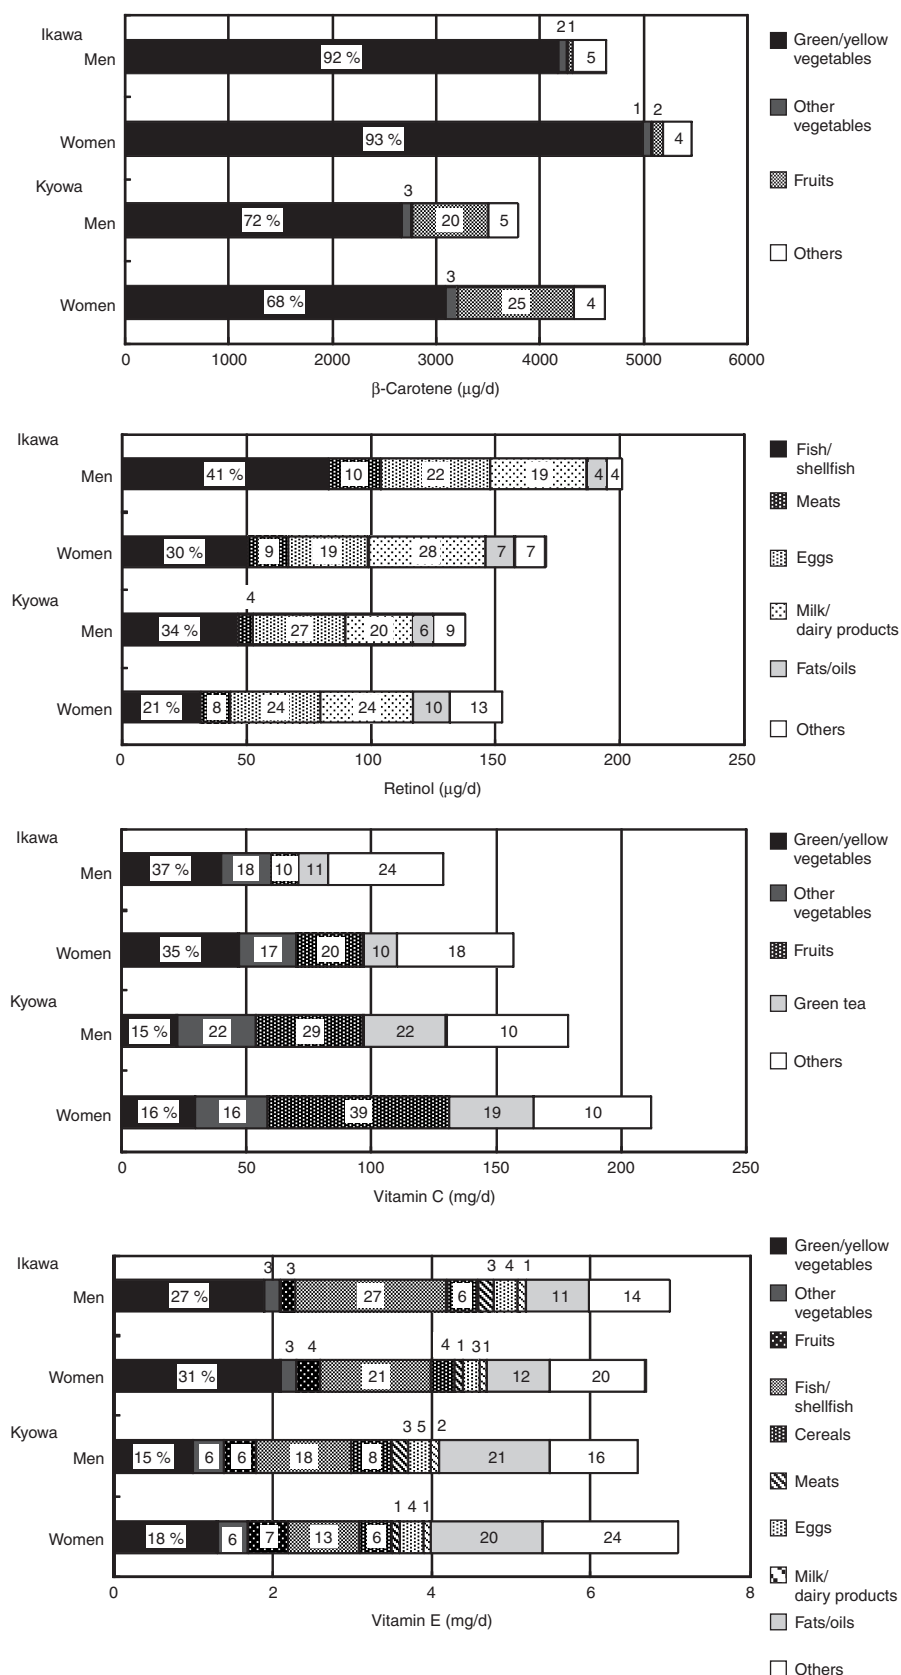 Ikawa
2 1
Men 92 % 5
Green/yellow
vegetables
1 2
Other
vegetables
Women 93 % 4
Kyowa 3
Fruits
Men 72 % 20 5
Others
3
Women 68 % 25 4
0 1000 2000 3000 4000 5000 6000
β-Carotene (μg/d)
Ikawa
Fish/
shellfish
Men 41 % 10 22 19 4 4
Meats
Women 30 % 9 19 28 7 7
Eggs
Kyowa 4
Milk/
dairy products
Men 34 % 27 20 6 9
Fats/oils
Women 21 % 8 24 24 10 13
Others
0 50 100 150 200 250
Retinol (μg/d)
Ikawa
Green/yellow
vegetables
Men 37 % 18 10 11 24
Other
vegetables
Women 35 % 17 20 10 18
Fruits
Kyowa
Green tea
Men 15 % 22 29 22 10
Others
Women 16 % 16 39 19 10
0 50 100 150 200 250
Vitamin C (mg/d)
Ikawa
3 3 3 4 1
Green/yellow
vegetables
Men 27 % 27 6 11 14
Other
vegetables
3 4 4 1 3 1
Fruits
Women 31 % 21 12 20
Fish/
shellfish
Kyowa 3 5 2
Cereals
Men 15 % 6 6 18 8 21 16
Meats
1 4 1
Eggs
Women 18 % 6 7 13 6 20 24
Milk/
dairy products
0 2 4 6 8
Vitamin E (mg/d)
Fats/oils
Others